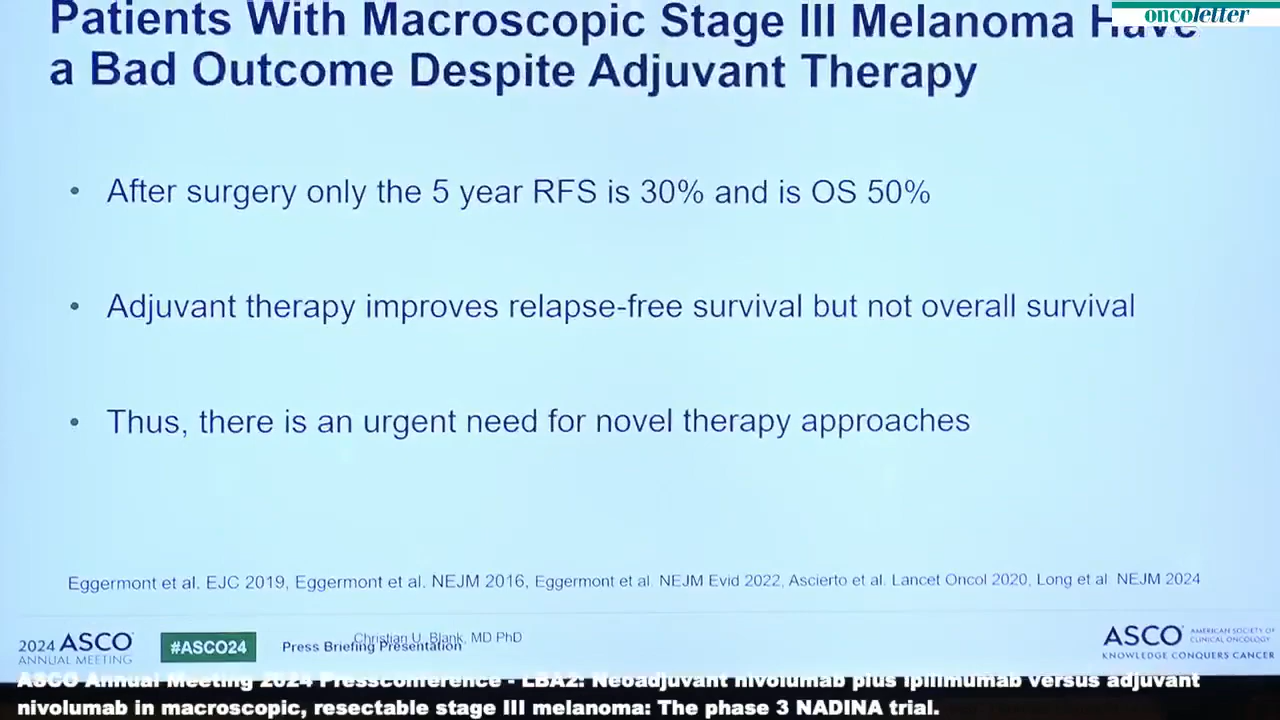 oncoletter
Patients With Macroscopic Stage III Melanoma Have
a Bad Outcome Despite Adjuvant Therapy
• After surgery only the 5 year RFS is 30% and is OS 50%
• Adjuvant therapy improves relapse-free survival but not overall survival
• Thus, there is an urgent need for novel therapy approaches
Eggermont et al. EJC 2019, Eggermont et al. NEJM 2016, Eggermont et al. NEJM Evid 2022, Ascierto et al. Lancet Oncol 2020, Long et al. NEJM 2024
2024 ASCO
ANNUAL MEETING
#ASCO24
Christian U. Blank, MD PhD
Press Briefing Presentation
ASCO
AMERICAN SOCIETY OF
CLINICAL ONCOLOGY
KNOWLEDGE CONQUERS CANCER
ASCO Annual Meeting 2024 Pressconference - LBA2: Neoadjuvant nivolumab plus ipilimumab versus adjuvant
nivolumab in macroscopic, resectable stage III melanoma: The phase 3 NADINA trial.